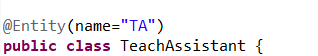 @Entity(name="TA")
public class TeachAssistant {